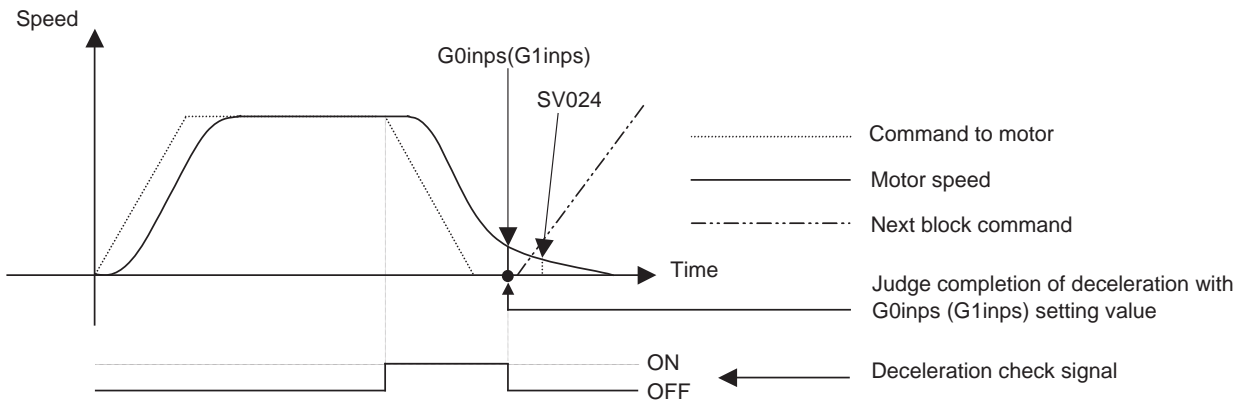 Speed
G0inps(G1inps)
SV024
Command to motor
Motor speed
Next block command
Time
Judge completion of deceleration with
G0inps (G1inps) setting value
ON
OFF
Deceleration check signal